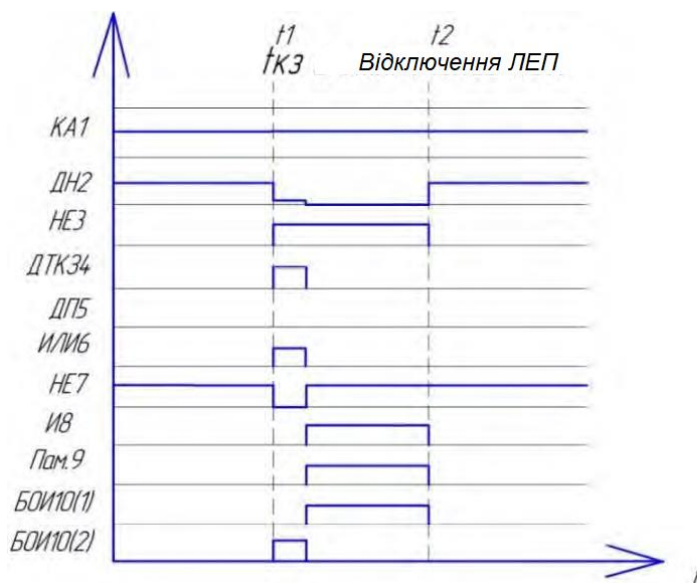 t1
t2
tКЗ
Відключення ЛЕП
КА1
ДН2
НЕ3
ДТКЗ4
ДП5
ИЛИ6
НЕ7
И8
Пам.9
БОИ10(1)
БОИ10(2)